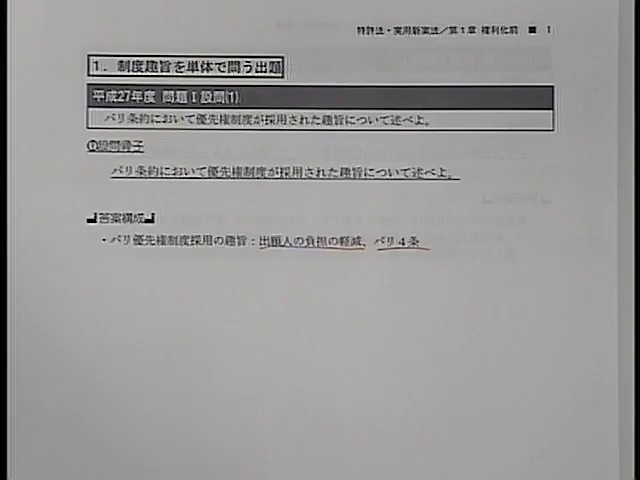 特許法・実用新案法／第1章 権利化前 ■ 1
1．制度趣旨を単体で問う出題
平成27年度 問題Ⅰ設問(1)
パリ条約において優先権制度が採用された趣旨について述べよ。
①設問骨子
パリ条約において優先権制度が採用された趣旨について述べよ。
答案構成
・パリ優先権制度採用の趣旨：出願人の負担の軽減、パリ4条